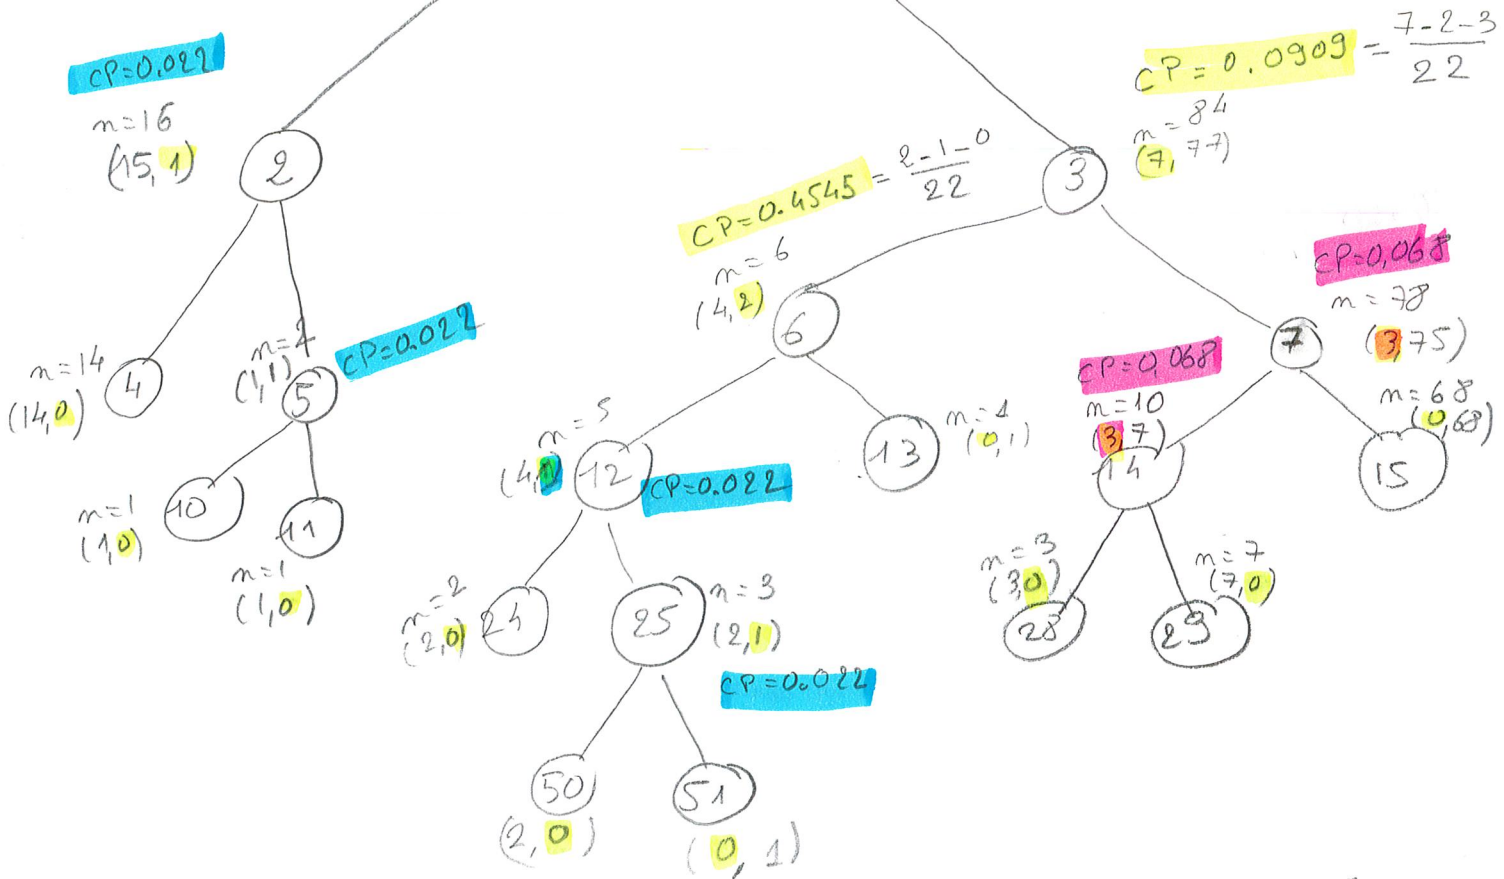 CP=0.022
n=16
(15, 1)
2
CP=0.0909 = 7-2-3
22
n=84
(7, 77)
3
CP=0.4545 = 2-1-0
22
n=6
(4, 2)
6
CP=0,068
n=78
(3, 75)
7
n=14
(14, 0)
4
n=2
(1, 1)
5
CP=0.022
CP=0,068
n=10
(3, 7)
14
n=68
(0, 68)
15
n=5
12
CP=0.022
n=1
(0, 1)
13
n=1
(1, 0)
10
11
n=1
(1, 0)
n=2
(2, 0)
24
25
n=3
(2, 1)
CP=0.022
n=3
(3, 0)
28
n=7
(7, 0)
29
50
(2, 0)
51
(0, 1)